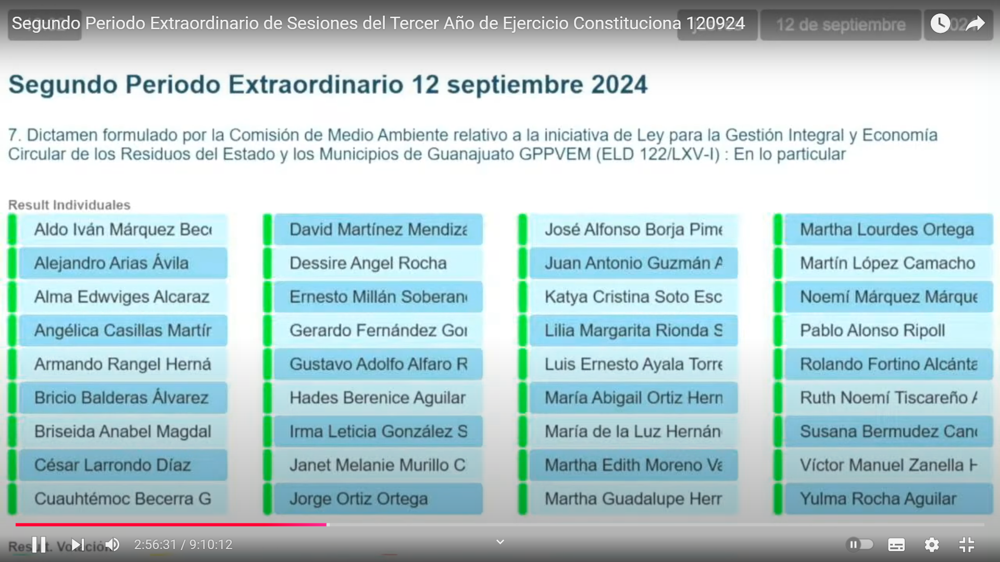 Segundo Periodo Extraordinario de Sesiones del Tercer Año de Ejercicio Constituciona 120924
12 de septiembre
Segundo Periodo Extraordinario 12 septiembre 2024
7. Dictamen formulado por la Comisión de Medio Ambiente relativo a la iniciativa de Ley para la Gestión Integral y Economía
Circular de los Residuos del Estado y los Municipios de Guanajuato GPPVEM (ELD 122/LXV-I) : En lo particular
Result Individuales
Aldo Iván Márquez Bec
Alejandro Arias Ávila
Alma Edwviges Alcaraz
Angélica Casillas Martír
Armando Rangel Herná
Bricio Balderas Álvarez
Briseida Anabel Magdal
César Larrondo Díaz
Cuauhtémoc Becerra G
David Martínez Mendiz
Dessire Angel Rocha
Ernesto Millán Soberan
Gerardo Fernández Go
Gustavo Adolfo Alfaro R
Hades Berenice Aguilar
Irma Leticia González S
Janet Melanie Murillo C
Jorge Ortiz Ortega
José Alfonso Borja Pim
Juan Antonio Guzmán A
Katya Cristina Soto Esc
Lilia Margarita Rionda S
Luis Ernesto Ayala Torre
María Abigail Ortiz Hern
María de la Luz Hernán
Martha Edith Moreno Va
Martha Guadalupe Herr
Martha Lourdes Ortega
Martín López Camacho
Noemí Márquez Márque
Pablo Alonso Ripoll
Rolando Fortino Alcánta
Ruth Noemí Tiscareño A
Susana Bermudez Can
Víctor Manuel Zanella H
Yulma Rocha Aguilar
2:56:31 / 9:10:12